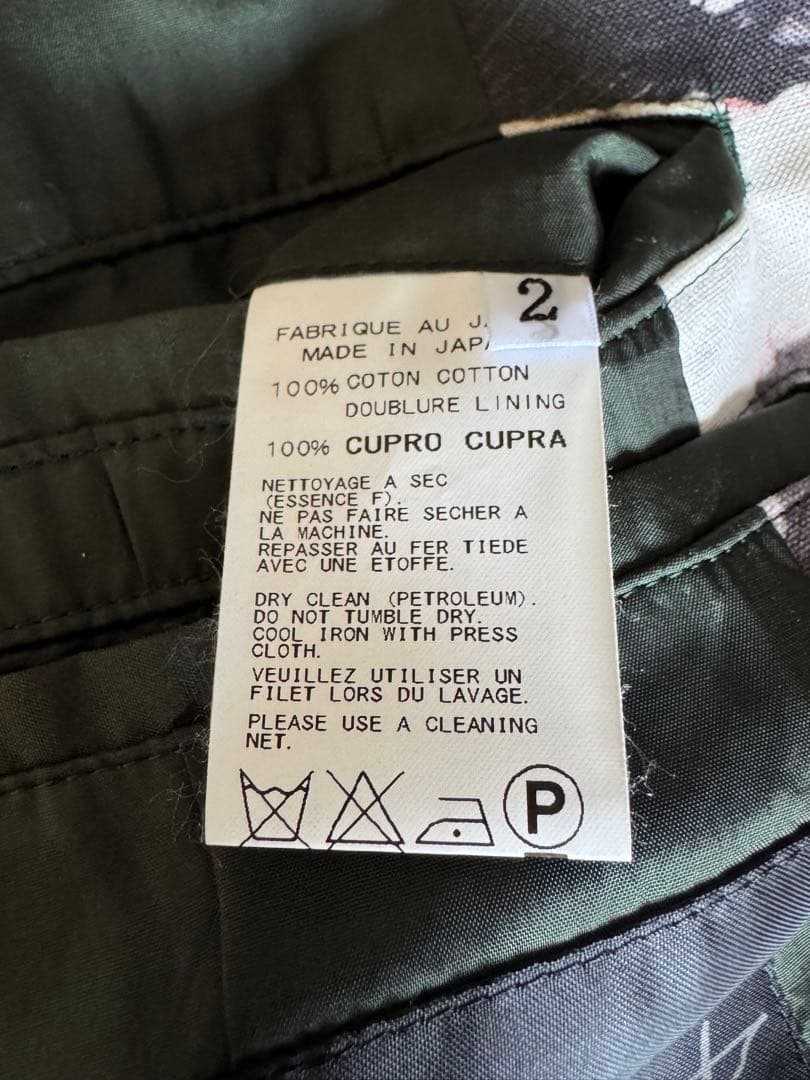 2
FABRIQUE AU J
MADE IN JAP
100% COTON COTTON
DOUBLURE LINING
100% CUPRO CUPRA
NETTOYAGE A SEC
(ESSENCE F).
NE PAS FAIRE SECHER A
LA MACHINE.
REPASSER AU FER TIEDE
AVEC UNE ETOFFE.
DRY CLEAN (PETROLEUM).
DO NOT TUMBLE DRY.
COOL IRON WITH PRESS
CLOTH.
VEUILLEZ UTILISER UN
FILET LORS DU LAVAGE.
PLEASE USE A CLEANING
NET.
P